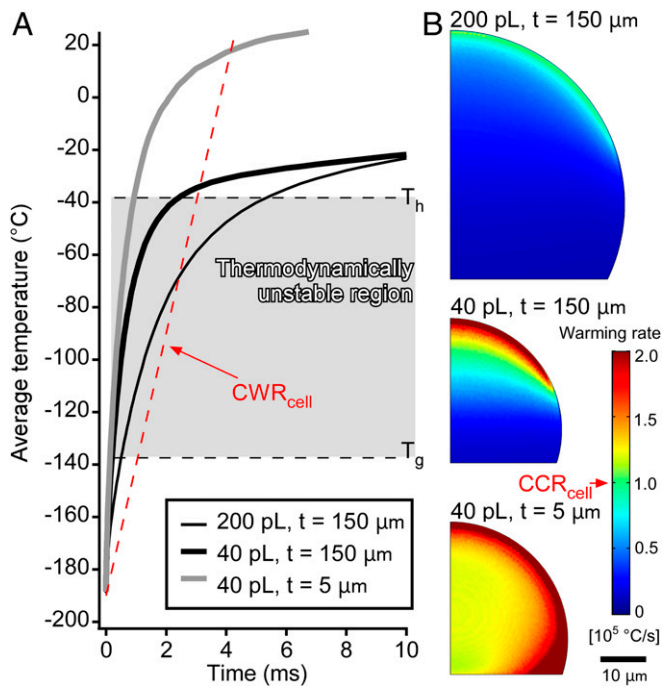 A
Average temperature (°C)
20
0
-20
-40
-60
-80
-100
-120
-140
-160
-180
-200
0
2
4
6
8
10
Time (ms)
Th
Thermodynamically
unstable region
CWRcell
Tg
200 pL, t = 150 µm
40 pL, t = 150 µm
40 pL, t = 5 µm
B
200 pL, t = 150 µm
40 pL, t = 150 µm
Warming rate
2.0
1.5
CCRcell
1.0
0.5
0
40 pL, t = 5 µm
[10⁵ °C/s]
10 µm